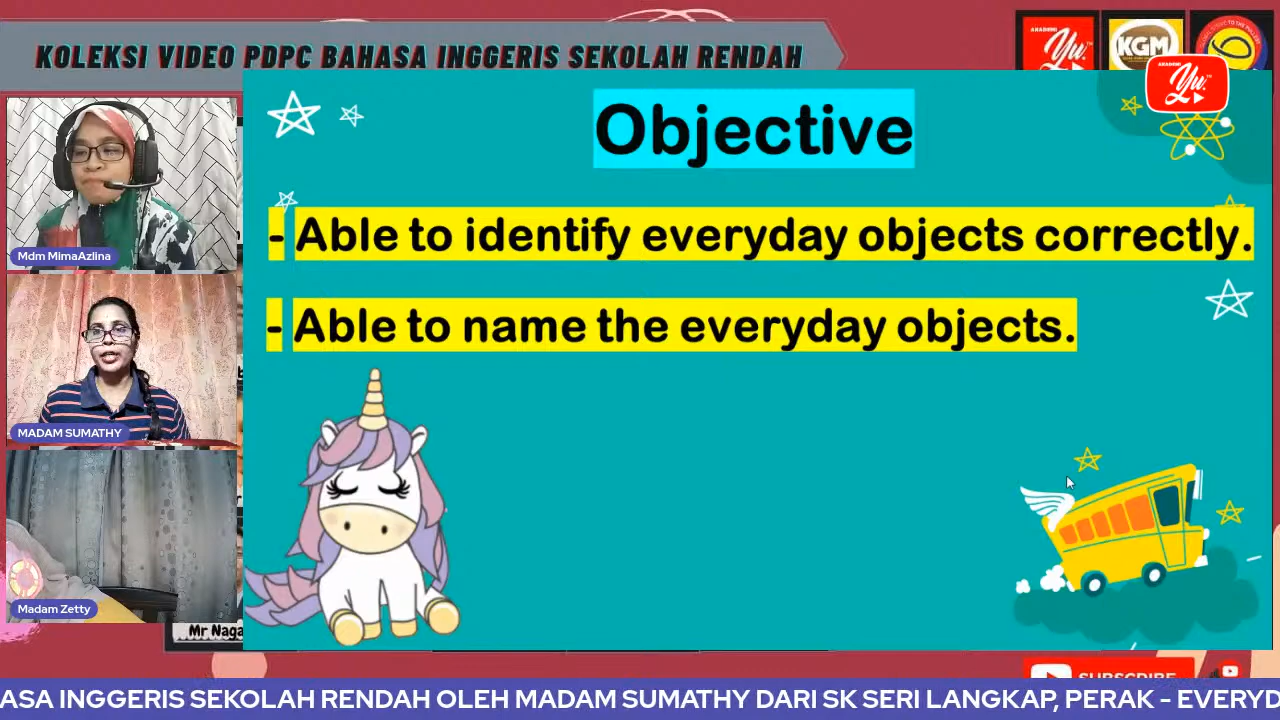 KOLEKSI VIDEO PDPC BAHASA INGGERIS SEKOLAH RENDAH
KGM
Objective
- Able to identify everyday objects correctly.
- Able to name the everyday objects.
Mdm MimaAzlina
MADAM SUMATHY
Madam Zetty
Mr Naga
SUBSCRIBE
ASA INGGERIS SEKOLAH RENDAH OLEH MADAM SUMATHY DARI SK SERI LANGKAP, PERAK - EVERYD